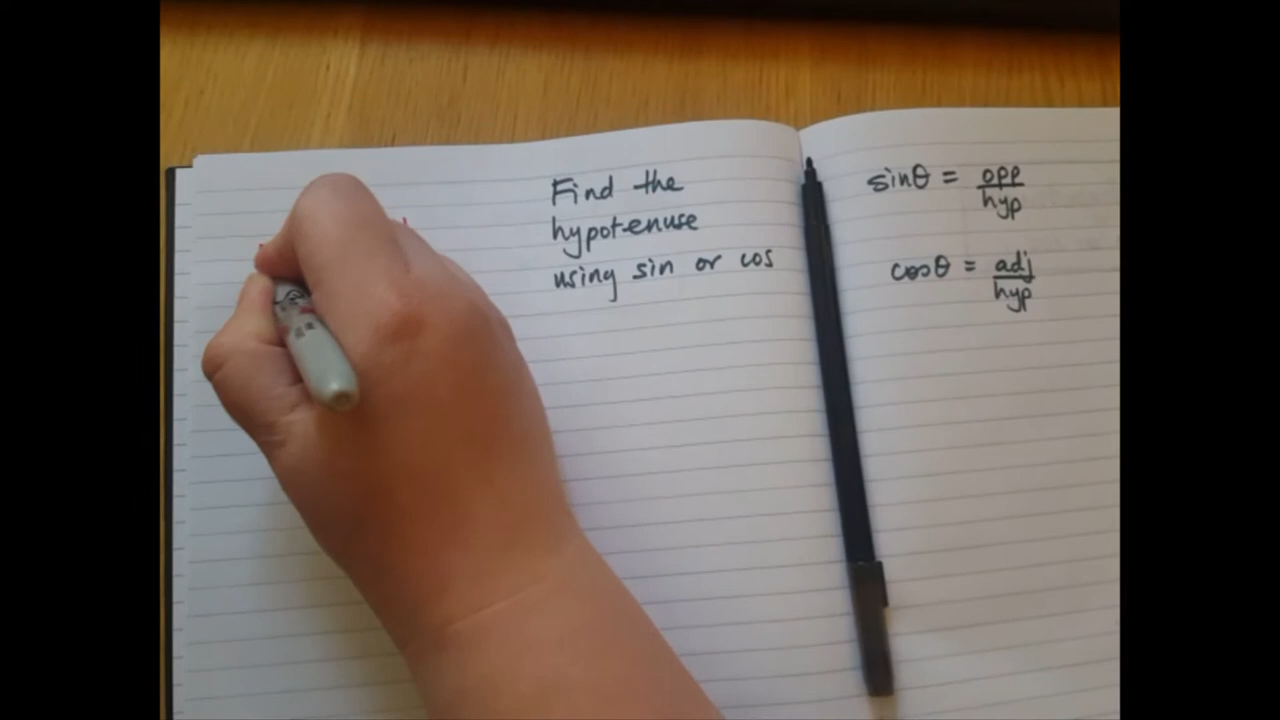 Find the
hypotenuse
using sin or cos
sinθ = opp/hyp
cosθ = adj/hyp